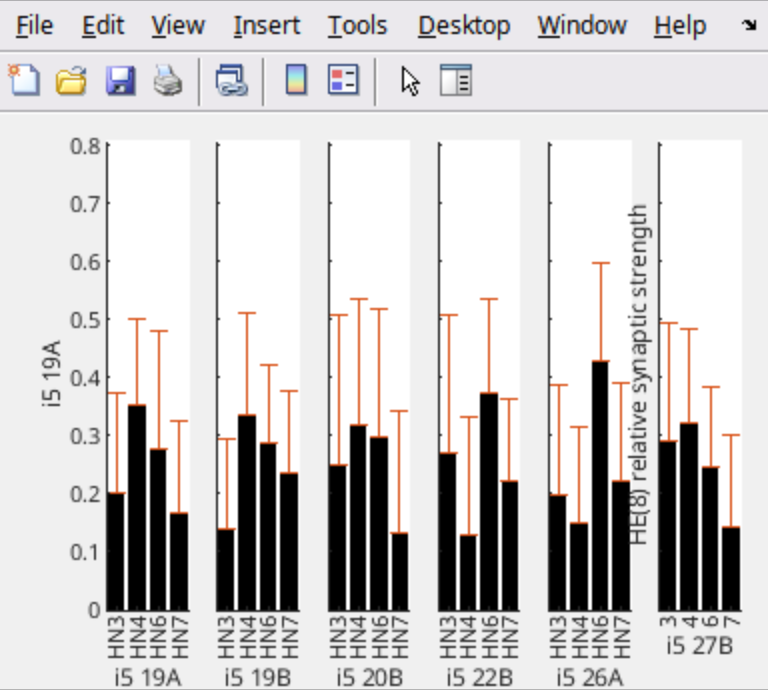 File Edit View Insert Tools Desktop Window Help
0.8
0.7
0.6
0.5
0.4
0.3
0.2
0.1
0
i5 19A
HE(8) relative synaptic strength
HN3 HN4 HN6 HN7
i5 19A
HN3 HN4 HN6 HN7
i5 19B
HN3 HN4 HN6 HN7
i5 20B
HN3 HN4 HN6 HN7
i5 22B
HN3 HN4 HN6 HN7
i5 26A
3 4 6 7
i5 27B